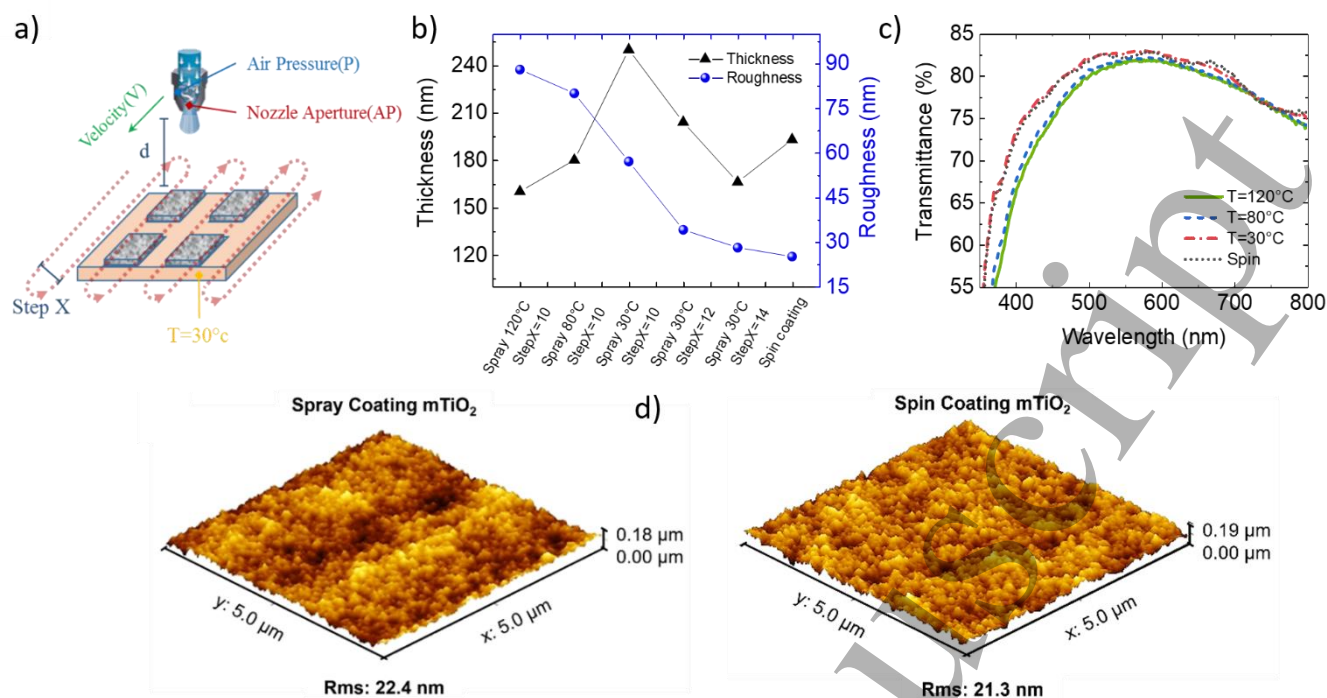 a)
Air Pressure(P)
Nozzle Aperture(AP)
Velocity(V)
d
Step X
T=30°c
b)
Thickness
Roughness
240
210
180
150
120
Thickness (nm)
90
75
60
45
30
15
Roughness (nm)
Spray 120°C
StepX=10
Spray 80°C
StepX=10
Spray 30°C
StepX=10
Spray 30°C
StepX=12
Spray 30°C
StepX=14
Spin coating
c)
85
80
75
70
65
60
55
Transmittance (%)
T=120°C
T=80°C
T=30°C
Spin
400 500 600 700 800
Wavelength (nm)
d)
Spray Coating mTiO₂
0.18 µm
0.00 µm
y: 5.0 µm
x: 5.0 µm
Rms: 22.4 nm
Spin Coating mTiO₂
0.19 µm
0.00 µm
y: 5.0 µm
x: 5.0 µm
Rms: 21.3 nm
uscript